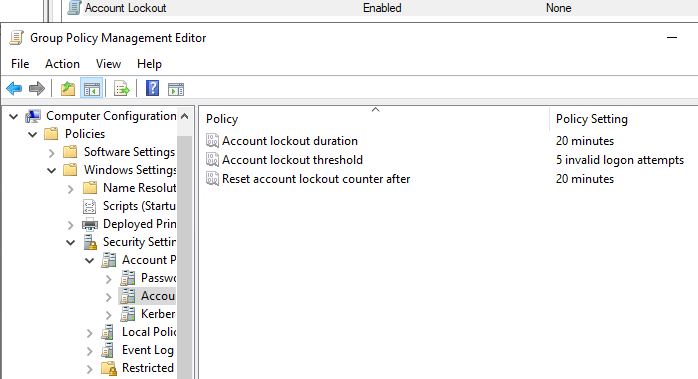 Account Lockout Enabled None
Group Policy Management Editor
File Action View Help
Computer Configuration
Policy Policy Setting
Policies
Account lockout duration 20 minutes
Software Settings
Account lockout threshold 5 invalid logon attempts
Windows Settings
Reset account lockout counter after 20 minutes
Name Resolut
Scripts (Startu
Deployed Prin
Security Settin
Account P
Passwo
Accou
Kerber
Local Polic
Event Log
Restricted